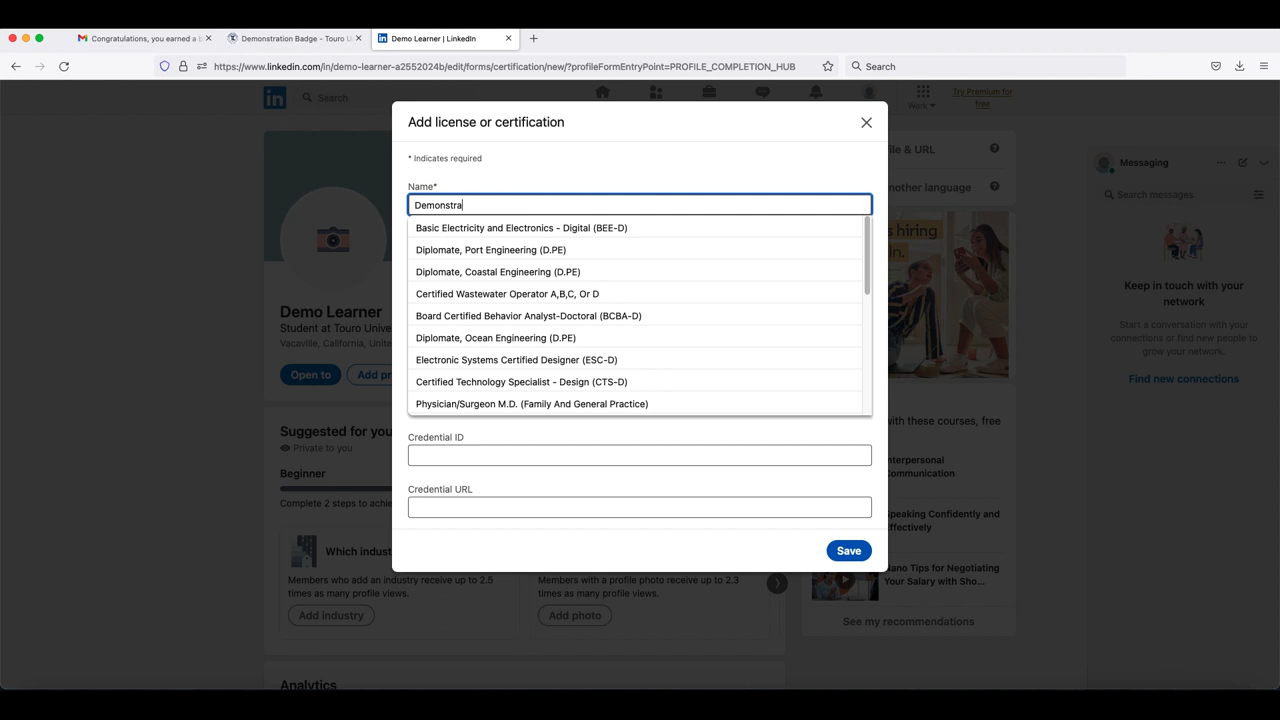 Congratulations, you earned a b
Demonstration Badge - Touro U
Demo Learner | LinkedIn
https://www.linkedin.com/in/demo-learner-a2552024b/edit/forms/certification/new/?profileFormEntryPoint=PROFILE_COMPLETION_HUB
Search
in
Search
Work
Try Premium for
free
Add license or certification
* Indicates required
Name*
Demonstra
Basic Electricity and Electronics - Digital (BEE-D)
Diplomate, Port Engineering (D.PE)
Diplomate, Coastal Engineering (D.PE)
Certified Wastewater Operator A,B,C, Or D
Board Certified Behavior Analyst-Doctoral (BCBA-D)
Diplomate, Ocean Engineering (D.PE)
Electronic Systems Certified Designer (ESC-D)
Certified Technology Specialist - Design (CTS-D)
Physician/Surgeon M.D. (Family And General Practice)
Credential ID
Credential URL
Save
Demo Learner
Student at Touro Unive
Vacaville, California, Unite
Open to
Add pr
Suggested for you
Private to you
Beginner
Complete 2 steps to achie
Which indust
Members who add an industry receive up to 2.5
times as many profile views.
Add industry
Members with a profile photo receive up to 2.3
times as many profile views.
Add photo
Analytics
file & URL
nother language
s hiring
n.
with these courses, free
nterpersonal
Communication
Speaking Confidently and
Effectively
Nano Tips for Negotiating
Your Salary with Sho...
See my recommendations
Messaging
Search messages
Keep in touch with your
network
Start a conversation with your
connections or find new people to
grow your network.
Find new connections